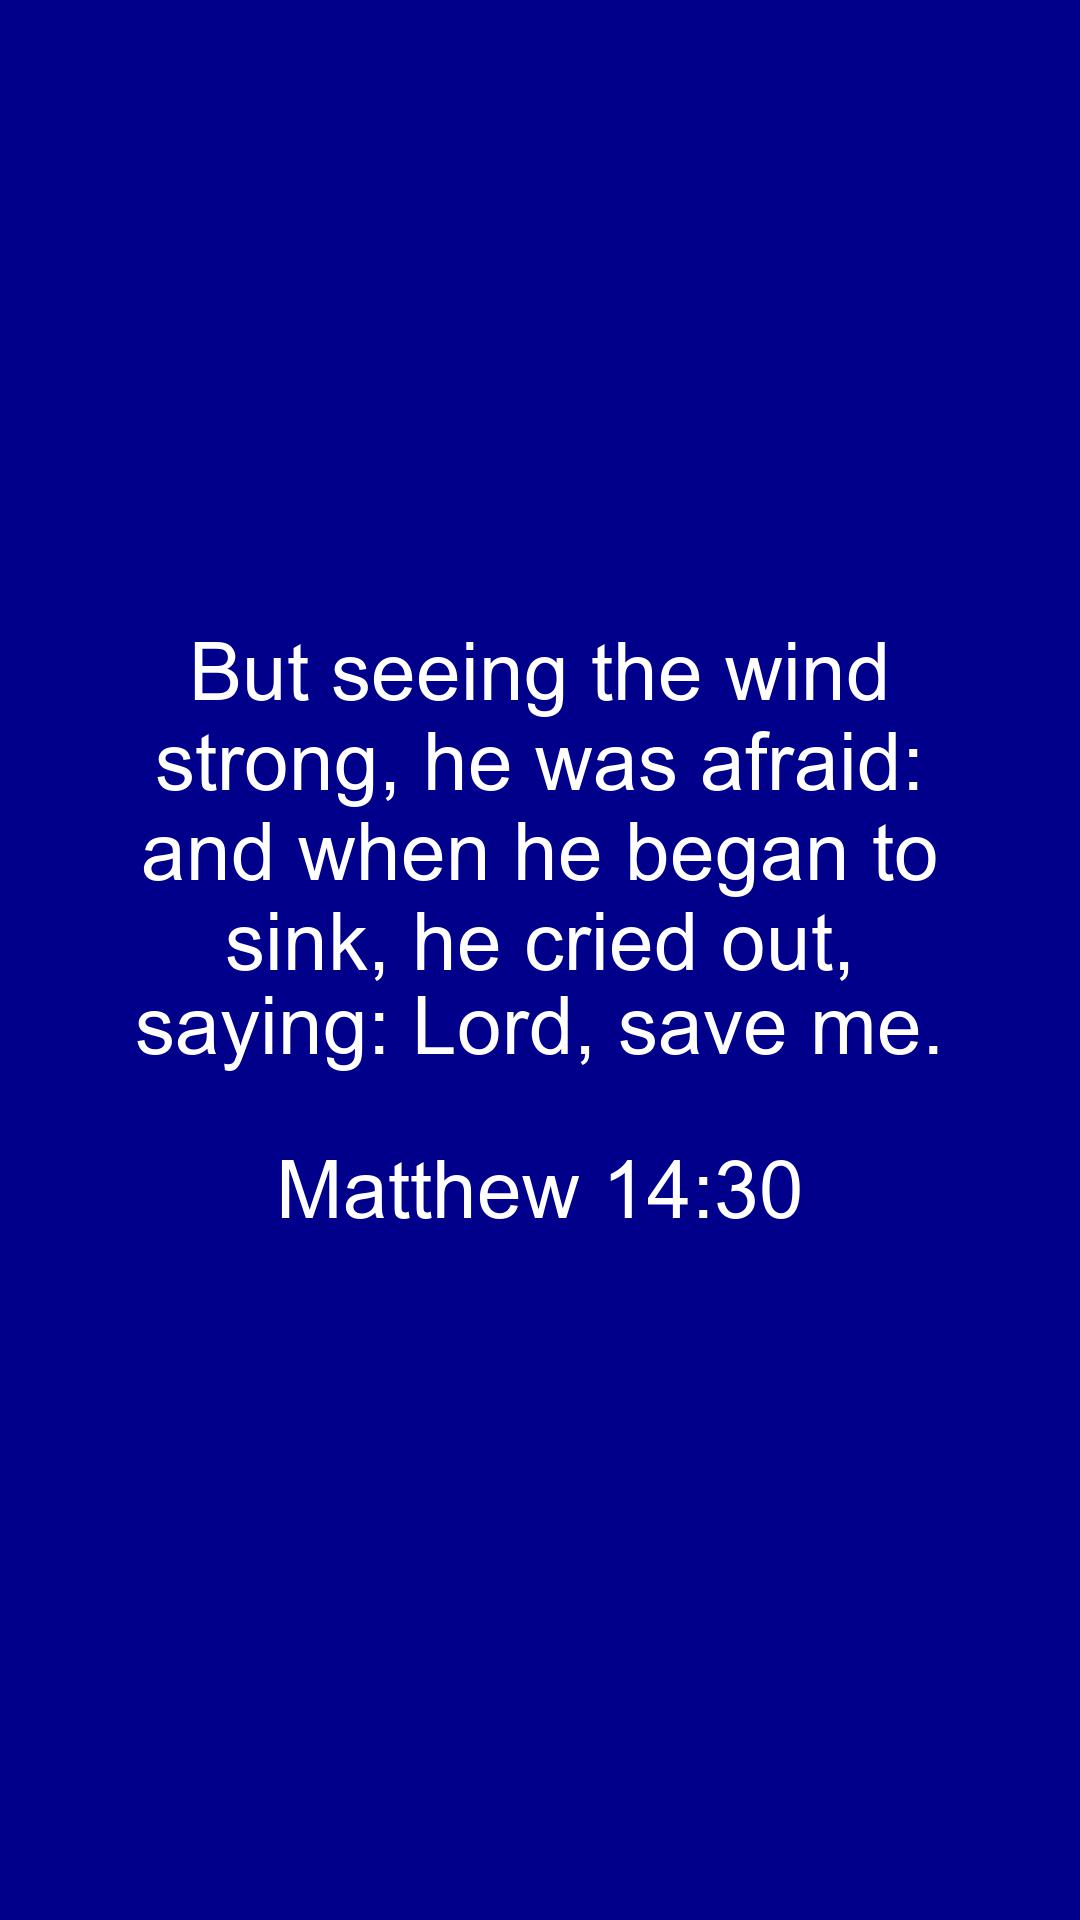 But seeing the wind
strong, he was afraid:
and when he began to
sink, he cried out,
saying: Lord, save me.
Matthew 14:30